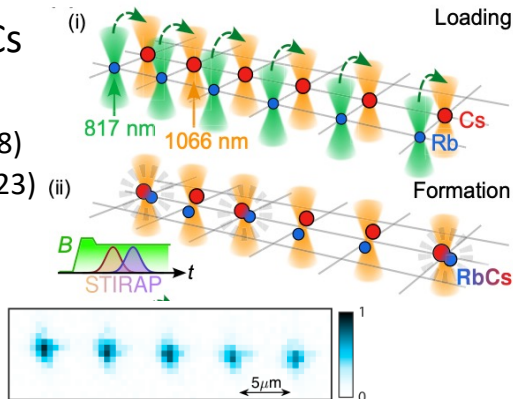 (i)
Loading
Cs
817 nm
1066 nm
Cs
Rb
8)
23)
(ii)
Formation
B
t
STIRAP
RbCs
1
5μm
0